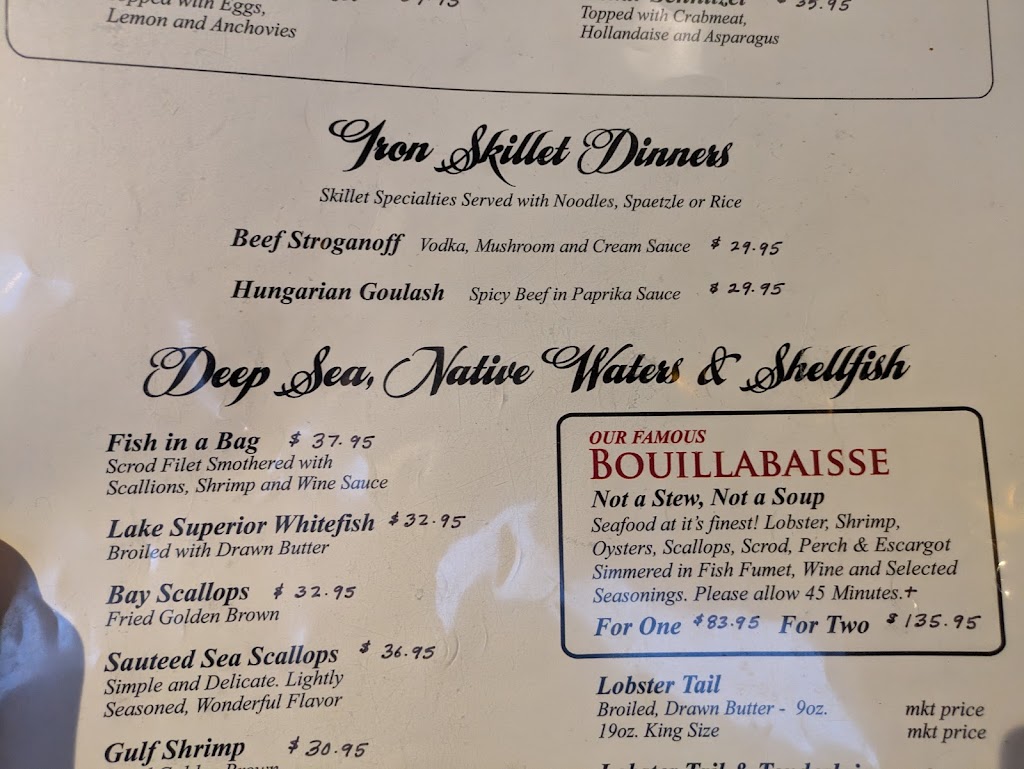 with Eggs,
Lemon and Anchovies
$ 35.95
Topped with Crabmeat,
Hollandaise and Asparagus
Iron Skillet Dinners
Skillet Specialties Served with Noodles, Spaetzle or Rice
Beef Stroganoff Vodka, Mushroom and Cream Sauce $ 29.95
Hungarian Goulash Spicy Beef in Paprika Sauce $ 29.95
Deep Sea, Native Waters & Shellfish
Fish in a Bag $ 37.95
Scrod Filet Smothered with
Scallions, Shrimp and Wine Sauce
Lake Superior Whitefish $ 32.95
Broiled with Drawn Butter
Bay Scallops $ 32.95
Fried Golden Brown
Sauteed Sea Scallops $ 36.95
Simple and Delicate. Lightly
Seasoned, Wonderful Flavor
Gulf Shrimp $ 30.95
OUR FAMOUS
BOUILLABAISSE
Not a Stew, Not a Soup
Seafood at it's finest! Lobster, Shrimp,
Oysters, Scallops, Scrod, Perch & Escargot
Simmered in Fish Fumet, Wine and Selected
Seasonings. Please allow 45 Minutes.†
For One $83.95 For Two $135.95
Lobster Tail
Broiled, Drawn Butter - 9oz. mkt price
19oz. King Size mkt price